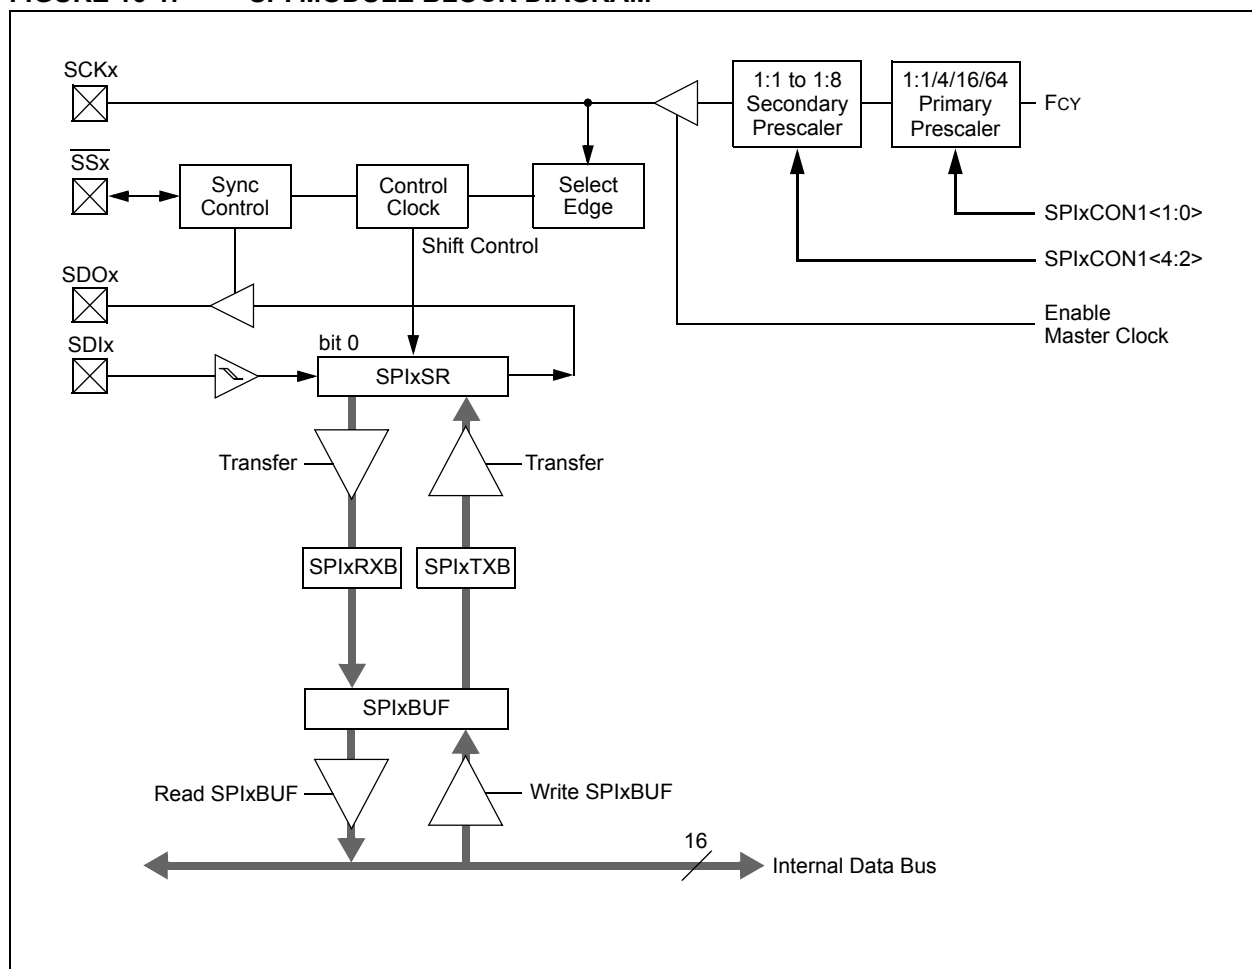 SCKx
1:1 to 1:8
Secondary
Prescaler
1:1/4/16/64
Primary
Prescaler
FCY
SSx
Sync
Control
Control
Clock
Select
Edge
SPIxCON1<1:0>
Shift Control
SPIxCON1<4:2>
SDOx
Enable
Master Clock
SDIx
bit 0
SPIxSR
Transfer
Transfer
SPIxRXB
SPIxTXB
SPIxBUF
Read SPIxBUF
Write SPIxBUF
16
Internal Data Bus